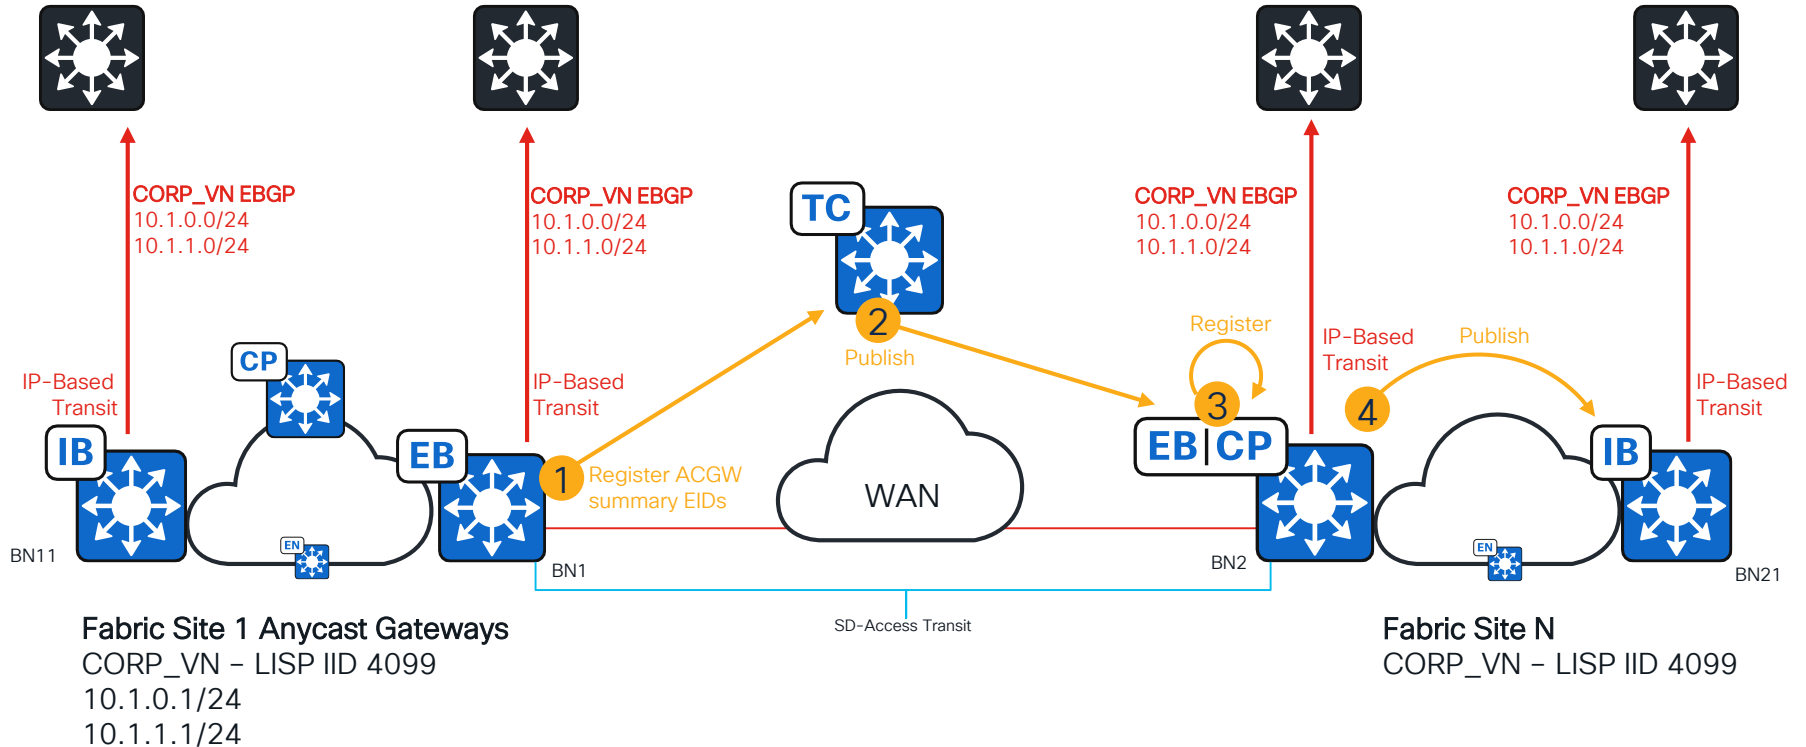 CORP_VN EBGP
10.1.0.0/24
10.1.1.0/24
CORP_VN EBGP
10.1.0.0/24
10.1.1.0/24
TC
CORP_VN EBGP
10.1.0.0/24
10.1.1.0/24
CORP_VN EBGP
10.1.0.0/24
10.1.1.0/24
2
Publish
Register
IP-Based
Transit
Publish
CP
IP-Based
Transit
IP-Based
Transit
3
4
IP-Based
Transit
IB
EB
1
Register ACGW
summary EIDs
WAN
EB|CP
IB
EN
EN
BN11
BN1
BN2
BN21
SD-Access Transit
Fabric Site 1 Anycast Gateways
CORP_VN – LISP IID 4099
10.1.0.1/24
10.1.1.1/24
Fabric Site N
CORP_VN – LISP IID 4099